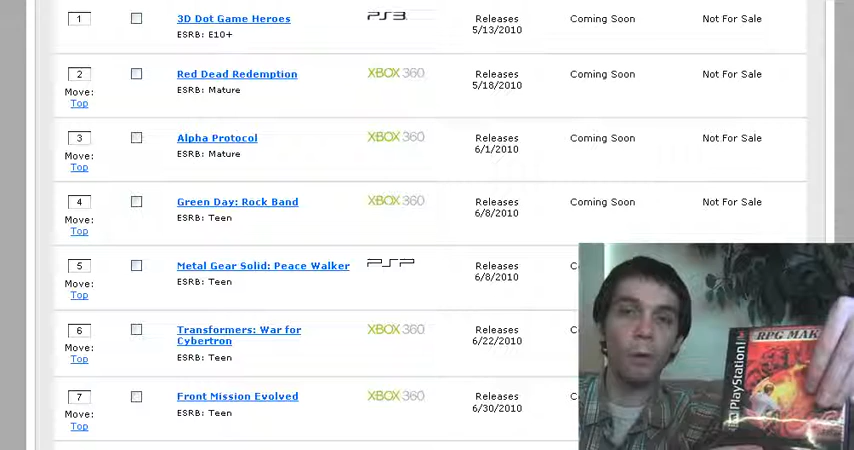 1 3D Dot Game Heroes PS3 Releases Coming Soon Not For Sale
ESRB: E10+ 5/13/2010
2 Red Dead Redemption XBOX 360 Releases Coming Soon Not For Sale
Move: ESRB: Mature 5/18/2010
Top
3 Alpha Protocol XBOX 360 Releases Coming Soon Not For Sale
Move: ESRB: Mature 6/1/2010
Top
4 Green Day: Rock Band XBOX 360 Releases Coming Soon Not For Sale
Move: ESRB: Teen 6/8/2010
Top
5 Metal Gear Solid: Peace Walker PSP Releases
Move: ESRB: Teen 6/8/2010
Top
6 Transformers: War for XBOX 360 Releases
Cybertron 6/22/2010
Move: ESRB: Teen
Top
7 Front Mission Evolved XBOX 360 Releases
Move: ESRB: Teen 6/30/2010
Top
RPG MAK
PlayStation